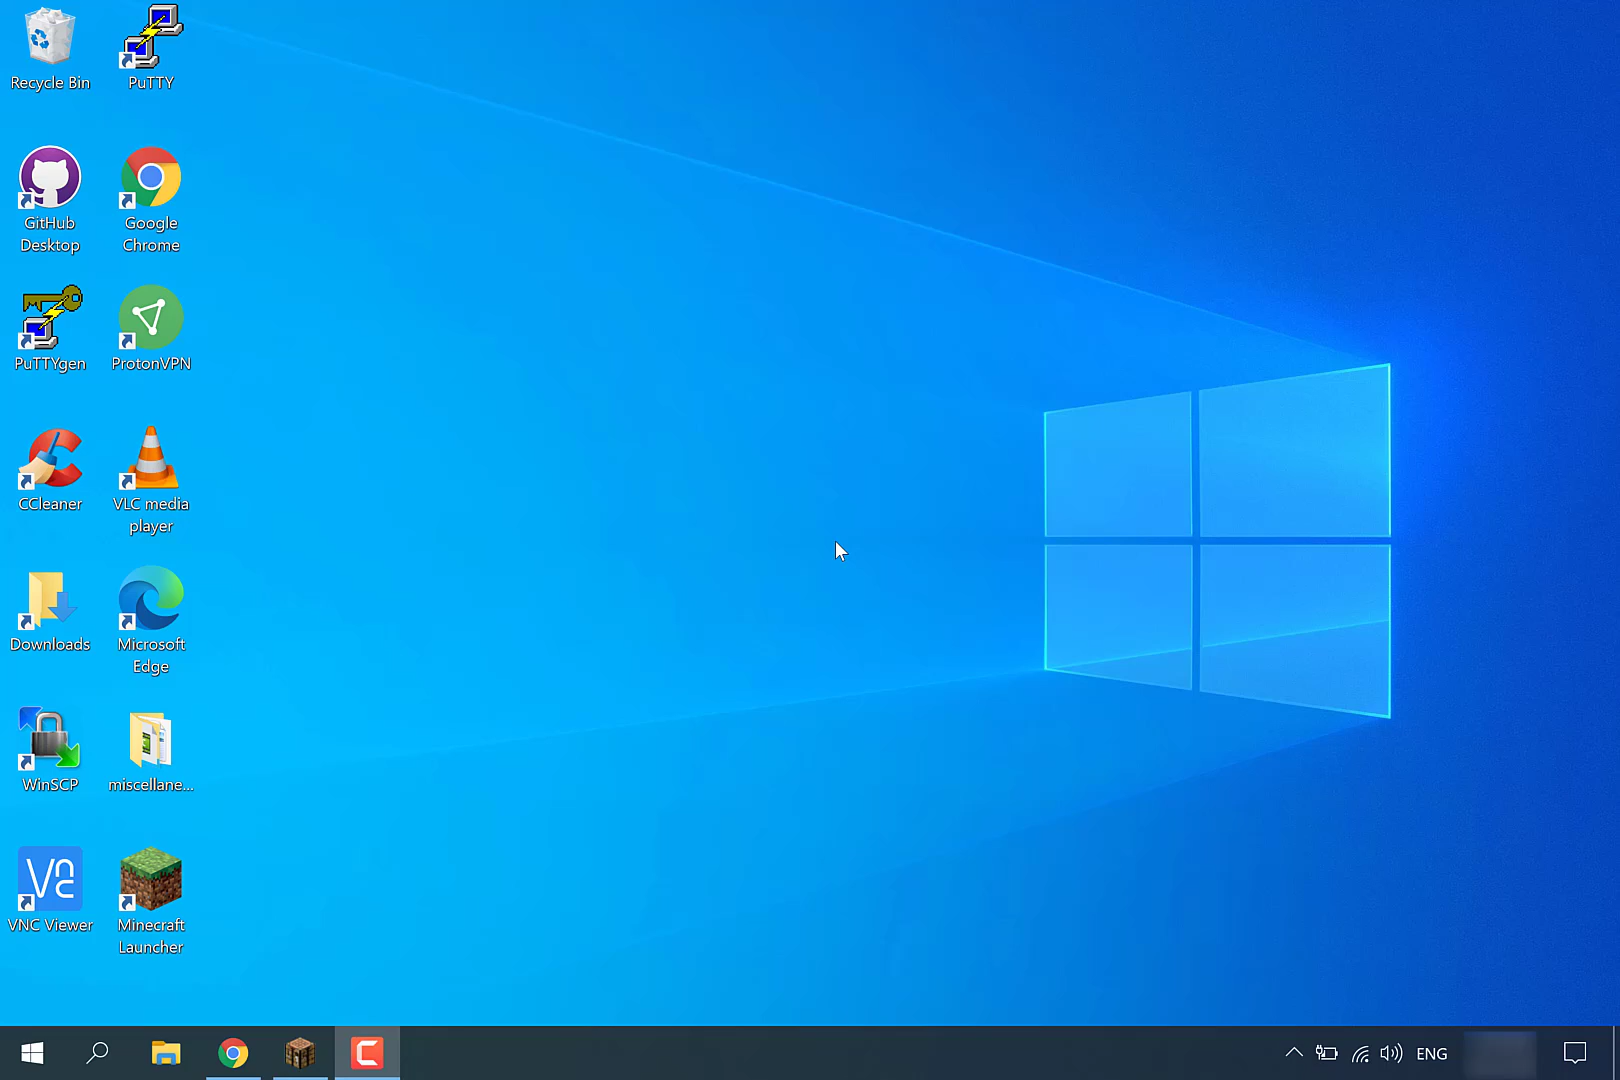 Recycle Bin
PuTTY
GitHub
Desktop
Google
Chrome
PuTTYgen
ProtonVPN
CCleaner
VLC media
player
Downloads
Microsoft
Edge
WinSCP
miscellane...
VNC Viewer
Minecraft
Launcher
ENG